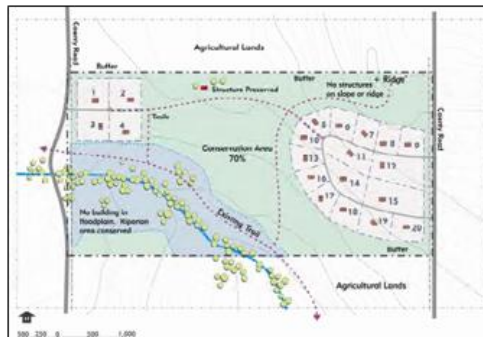 Agricultural Lands
County Road
Buffer
+ Ridge
No structures
on slope or ridge
Structure Preserved
1 2
3 4
Trails
Conservation Area
70%
5 6 7 8 9
10 11 12
13 14 15
16 17 18 19 20
County Road
No building in
floodplain. Riparian
area conserved
Existing Trail
Buffer
Agricultural Lands
500 250 0 500 1,000